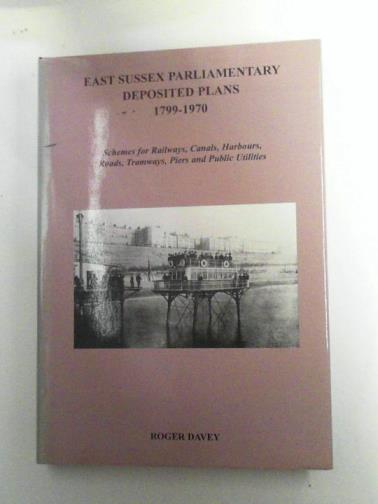 EAST SUSSEX PARLIAMENTARY
DEPOSITED PLANS
1799-1970
Schemes for Railways, Canals, Harbours,
Roads, Tramways, Piers and Public Utilities
ROGER DAVEY